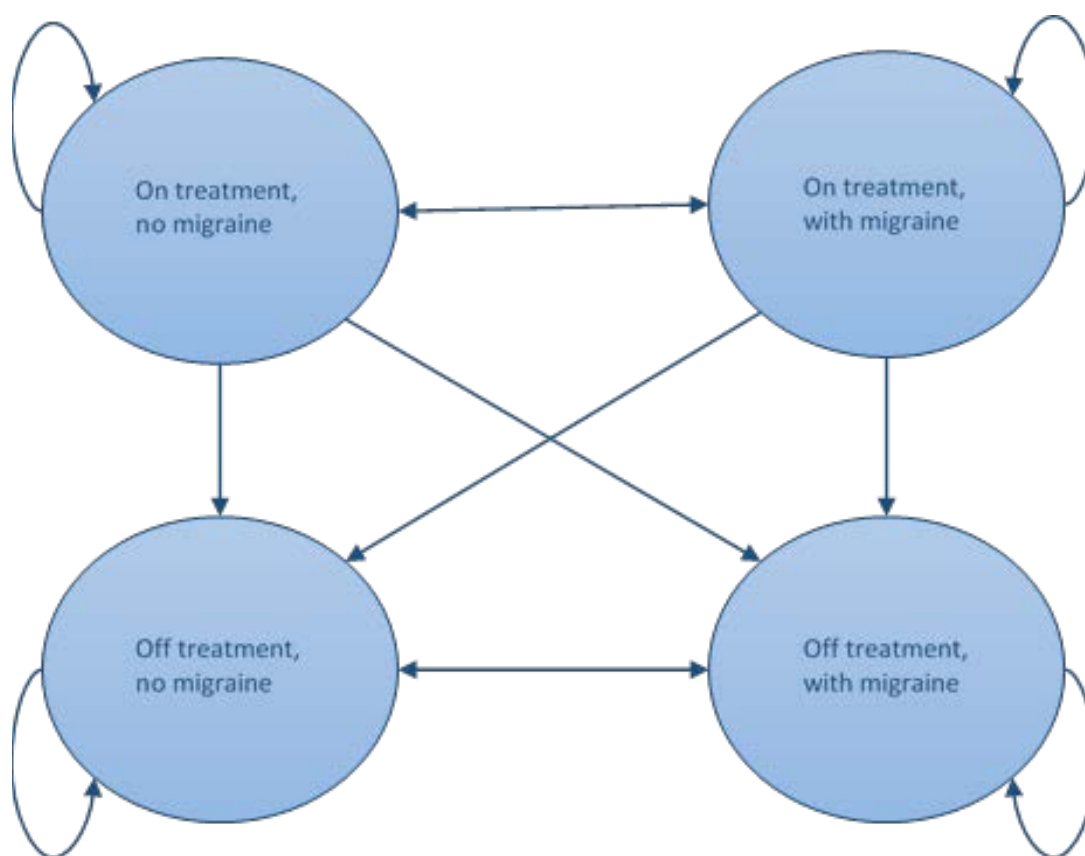 On treatment,
no migraine
On treatment,
with migraine
Off treatment,
no migraine
Off treatment,
with migraine